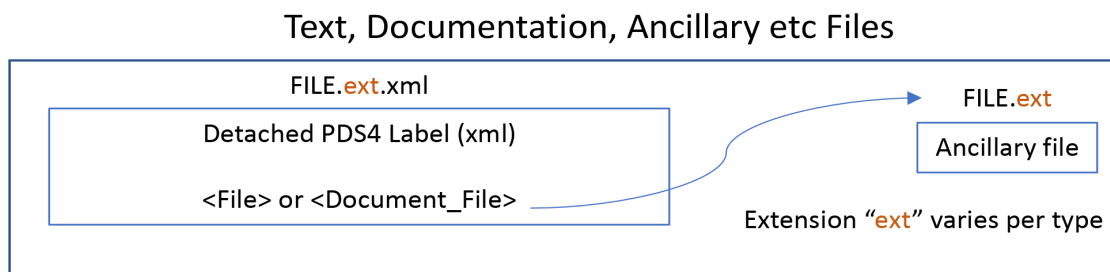 Text, Documentation, Ancillary etc Files
FILE.ext.xml
Detached PDS4 Label (xml)
<File> or <Document_File>
FILE.ext
Ancillary file
Extension “ext” varies per type